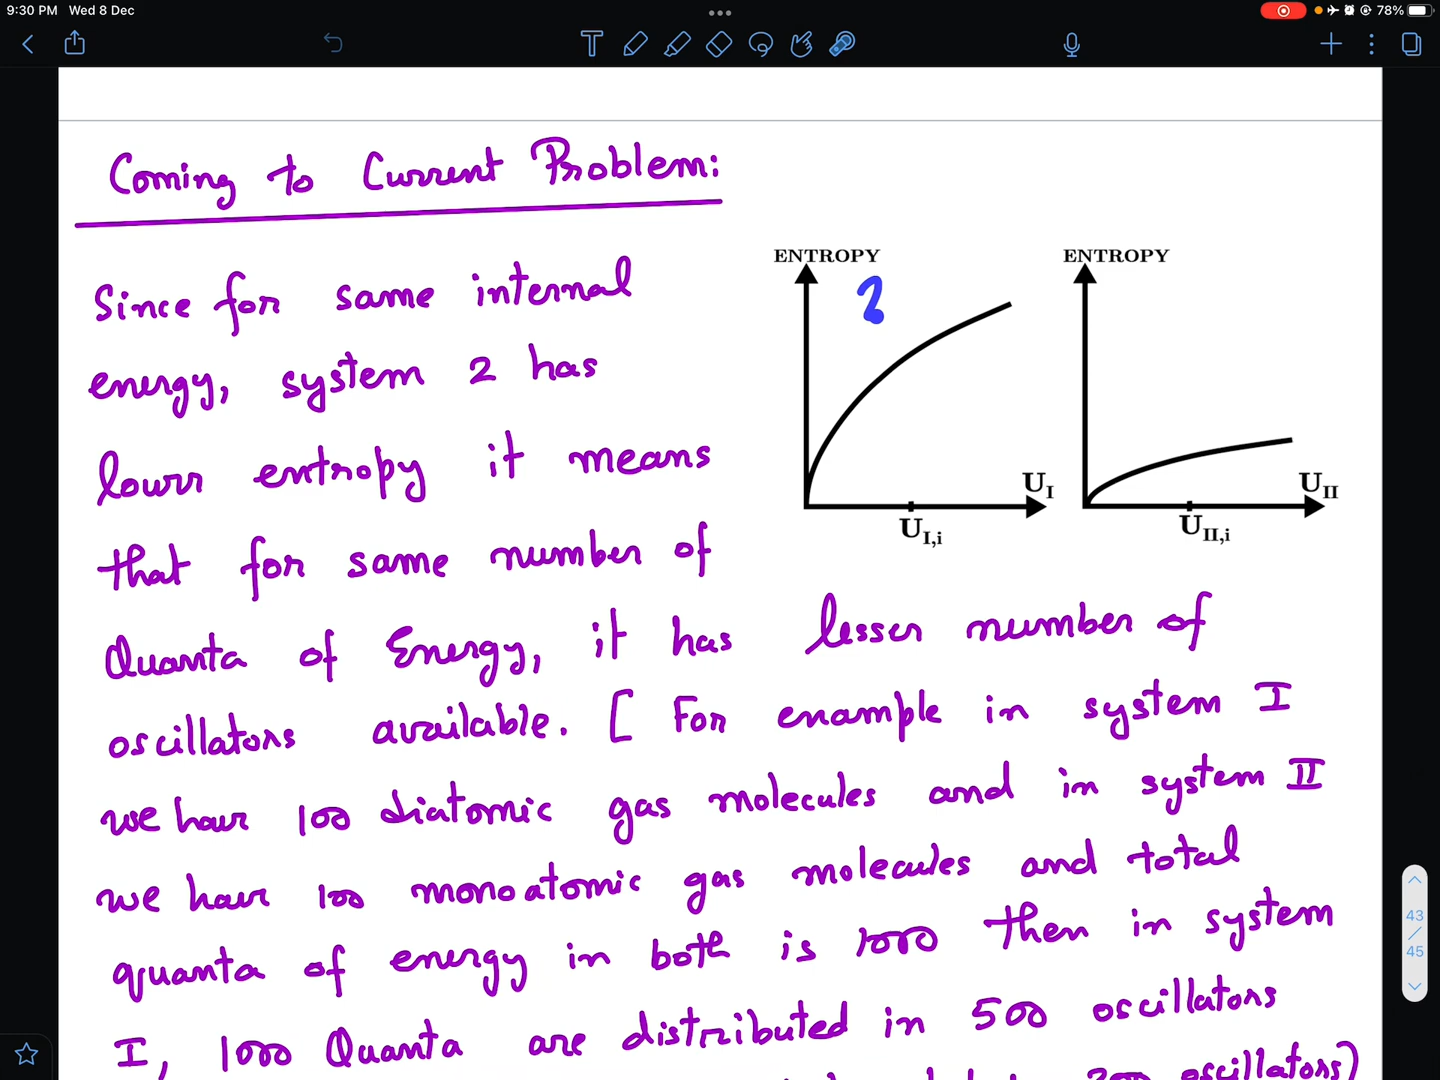 9:30 PM Wed 8 Dec
78%
Coming to Current Problem:
ENTROPY
ENTROPY
2
Since for same internal
energy, system 2 has
lower entropy it means
U_I
U_II
U_I,i
U_II,i
that for same number of
Quanta of Energy, it has lesser number of
oscillators available. [ For example in system I
we have 100 diatomic gas molecules and in system II
we have 100 monoatomic gas molecules and total
quanta of energy in both is 1000 then in system
I, 1000 Quanta are distributed in 500 oscillators
300 oscillators)
43
/
45